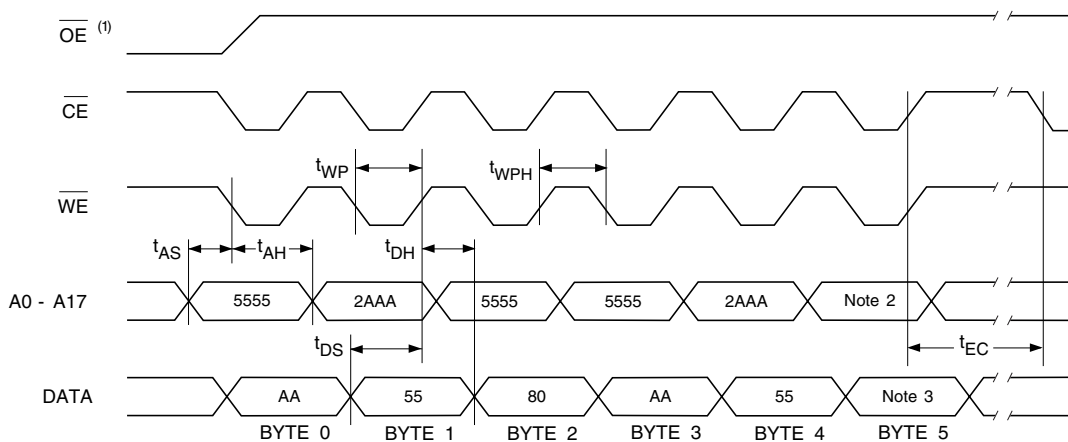 OE (1)
CE
tWP
tWPH
WE
tAS
tAH
tDH
A0 - A17
5555
2AAA
5555
5555
2AAA
Note 2
tDS
tEC
DATA
AA
55
80
AA
55
Note 3
BYTE 0
BYTE 1
BYTE 2
BYTE 3
BYTE 4
BYTE 5